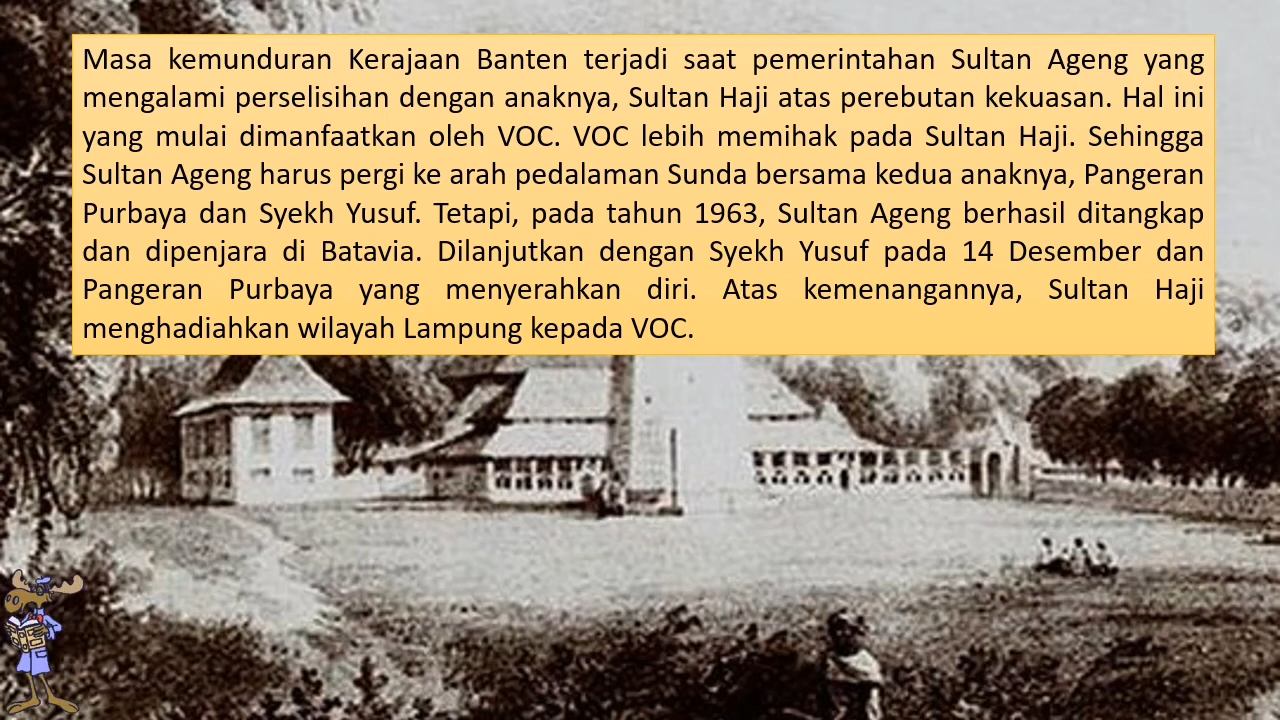 Masa kemunduran Kerajaan Banten terjadi saat pemerintahan Sultan Ageng yang
mengalami perselisihan dengan anaknya, Sultan Haji atas perebutan kekuasan. Hal ini
yang mulai dimanfaatkan oleh VOC. VOC lebih memihak pada Sultan Haji. Sehingga
Sultan Ageng harus pergi ke arah pedalaman Sunda bersama kedua anaknya, Pangeran
Purbaya dan Syekh Yusuf. Tetapi, pada tahun 1963, Sultan Ageng berhasil ditangkap
dan dipenjara di Batavia. Dilanjutkan dengan Syekh Yusuf pada 14 Desember dan
Pangeran Purbaya yang menyerahkan diri. Atas kemenangannya, Sultan Haji
menghadiahkan wilayah Lampung kepada VOC.